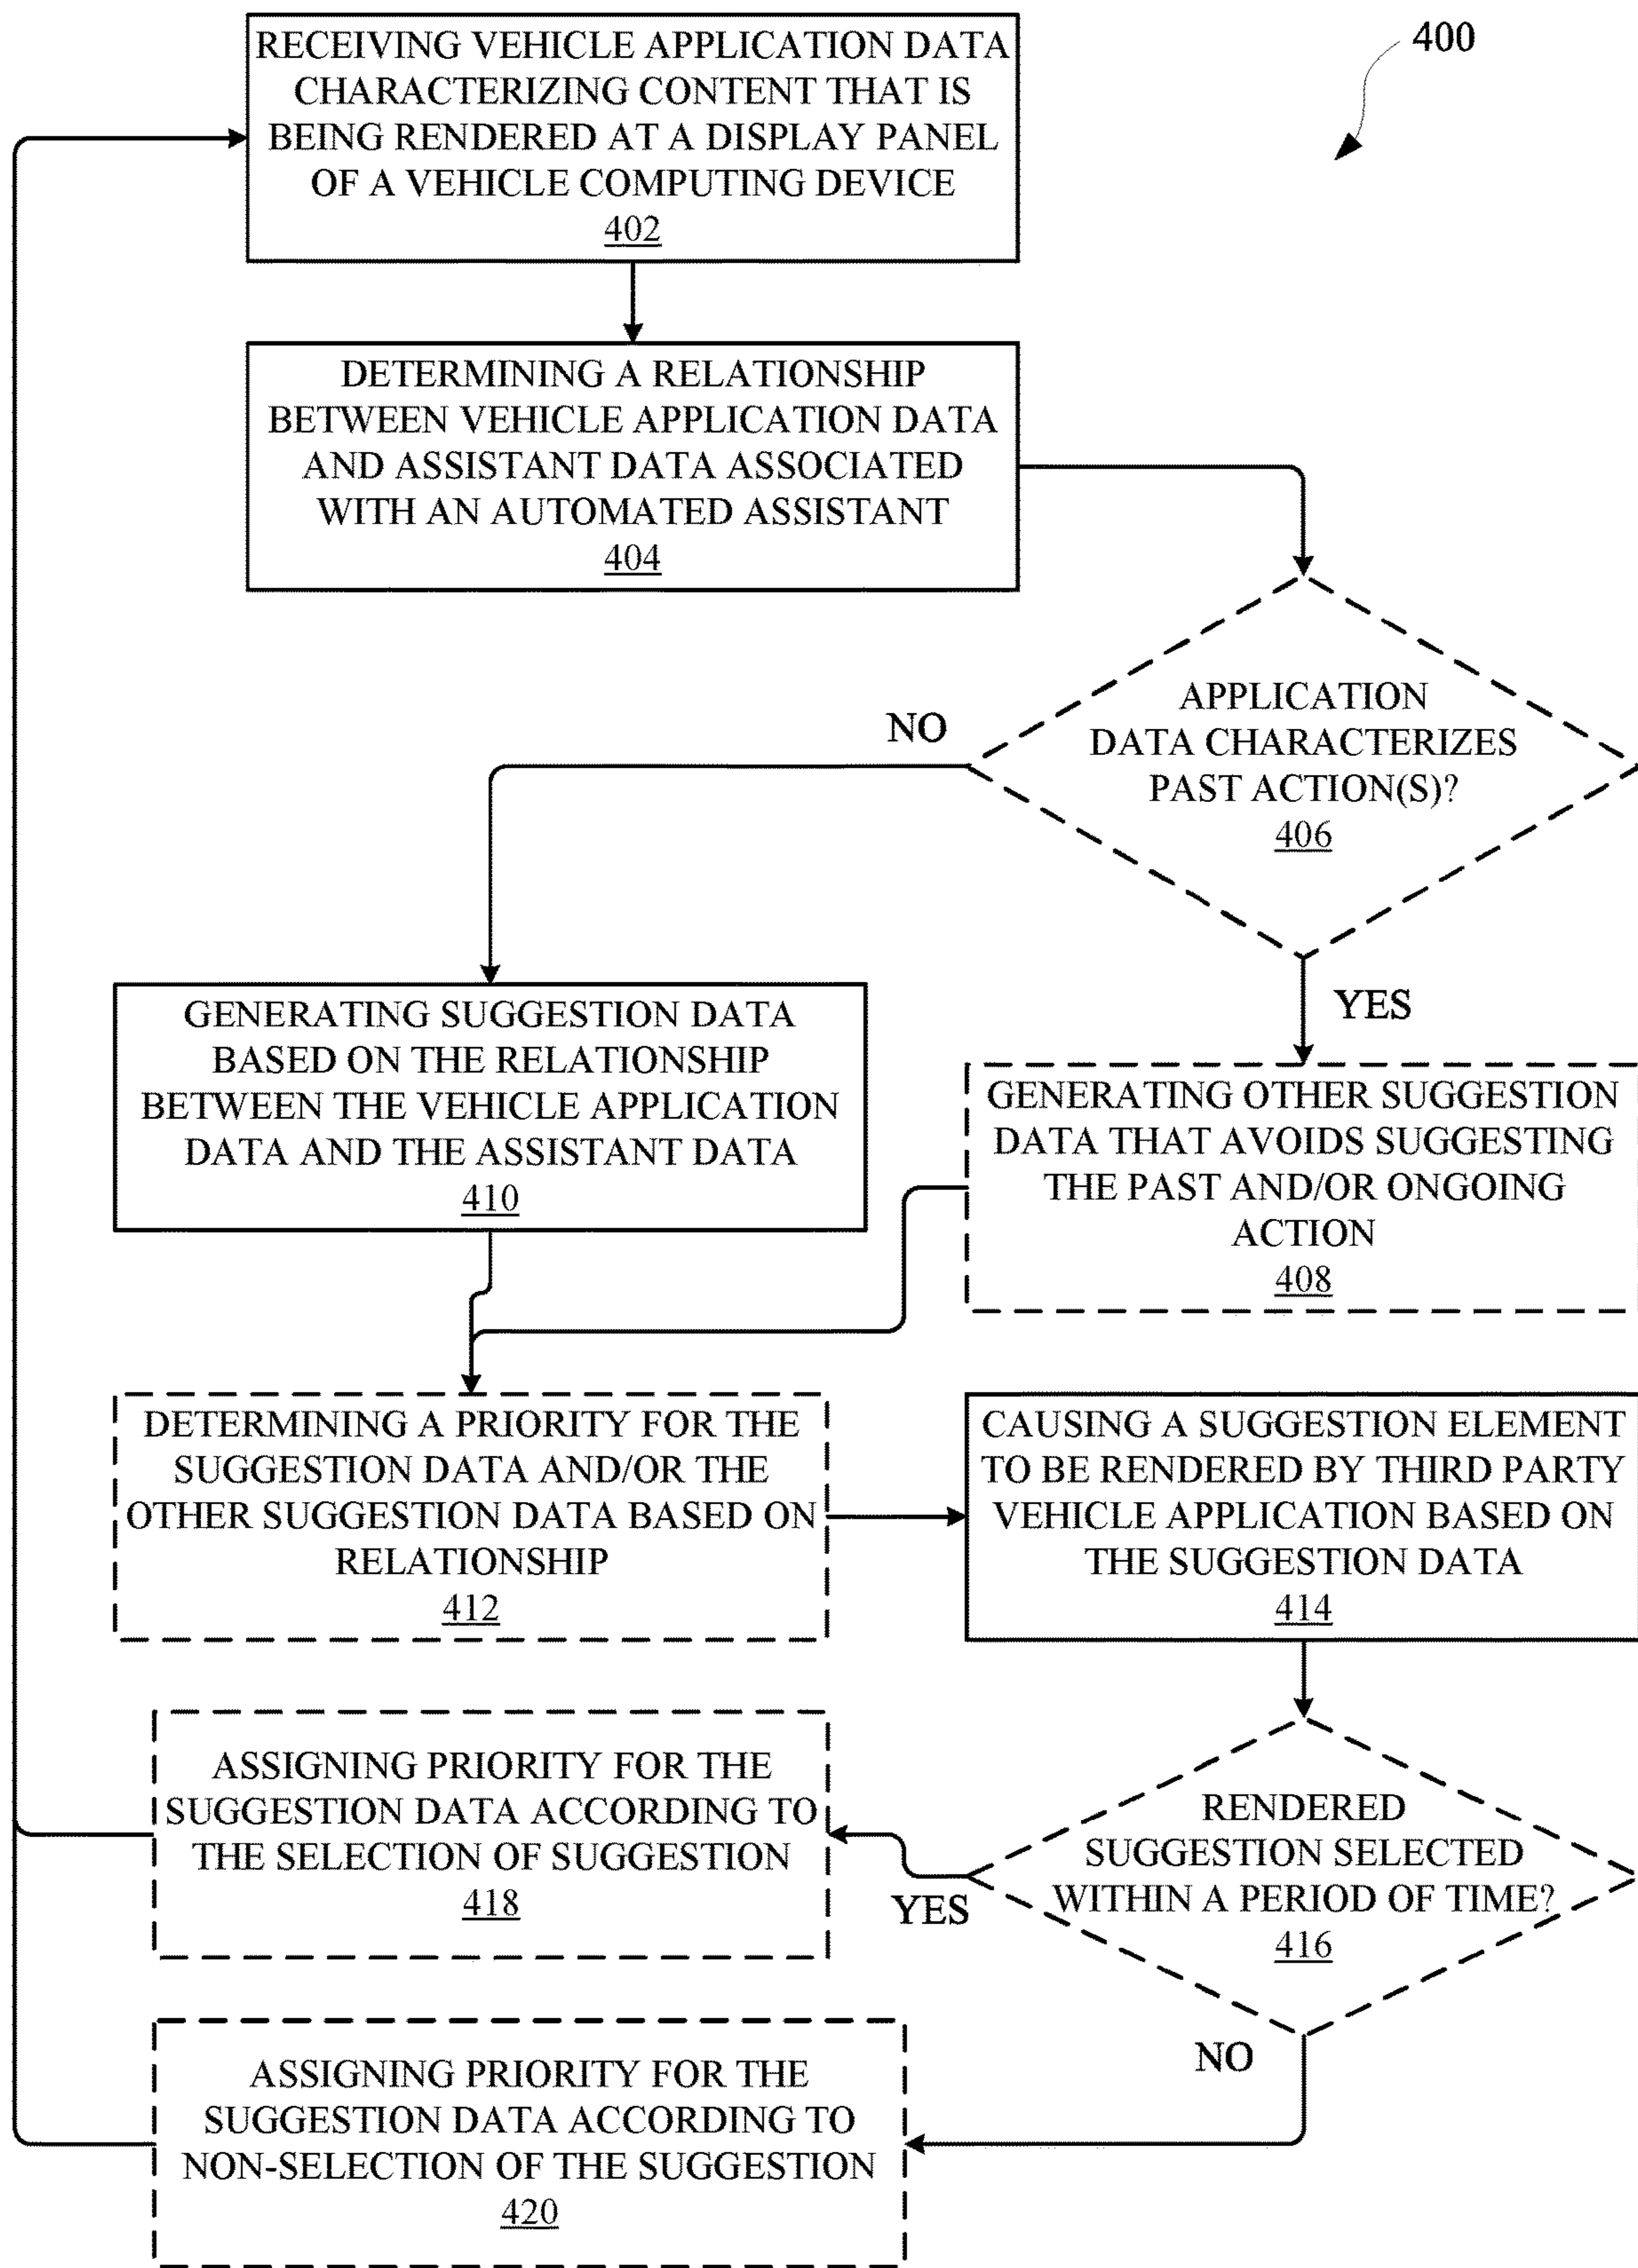 400
RECEIVING VEHICLE APPLICATION DATA
CHARACTERIZING CONTENT THAT IS
BEING RENDERED AT A DISPLAY PANEL
OF A VEHICLE COMPUTING DEVICE
402
DETERMINING A RELATIONSHIP
BETWEEN VEHICLE APPLICATION DATA
AND ASSISTANT DATA ASSOCIATED
WITH AN AUTOMATED ASSISTANT
404
APPLICATION
DATA CHARACTERIZES
PAST ACTION(S)?
406
NO
YES
GENERATING SUGGESTION DATA
BASED ON THE RELATIONSHIP
BETWEEN THE VEHICLE APPLICATION
DATA AND THE ASSISTANT DATA
410
GENERATING OTHER SUGGESTION
DATA THAT AVOIDS SUGGESTING
THE PAST AND/OR ONGOING
ACTION
408
DETERMINING A PRIORITY FOR THE
SUGGESTION DATA AND/OR THE
OTHER SUGGESTION DATA BASED ON
RELATIONSHIP
412
CAUSING A SUGGESTION ELEMENT
TO BE RENDERED BY THIRD PARTY
VEHICLE APPLICATION BASED ON
THE SUGGESTION DATA
414
RENDERED
SUGGESTION SELECTED
WITHIN A PERIOD OF TIME?
416
YES
NO
ASSIGNING PRIORITY FOR THE
SUGGESTION DATA ACCORDING TO
THE SELECTION OF SUGGESTION
418
ASSIGNING PRIORITY FOR THE
SUGGESTION DATA ACCORDING TO
NON-SELECTION OF THE SUGGESTION
420